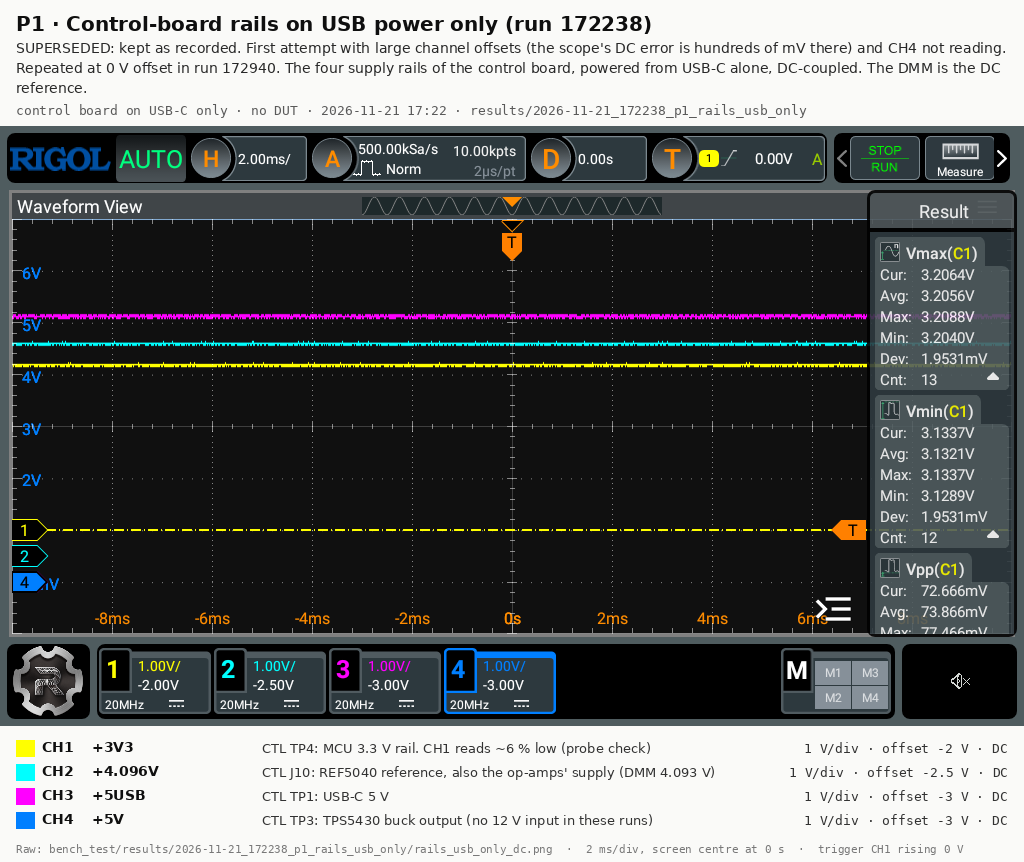 P1 · Control-board rails on USB power only (run 172238)
SUPERSEDED: kept as recorded. First attempt with large channel offsets (the scope's DC error is hundreds of mV there) and CH4 not reading.
Repeated at 0 V offset in run 172940. The four supply rails of the control board, powered from USB-C alone, DC-coupled. The DMM is the DC
reference.
control board on USB-C only · no DUT · 2026-11-21 17:22 · results/2026-11-21_172238_p1_rails_usb_only
RIGOL AUTO H 2.00ms/ A 500.00kSa/s Norm 10.00kpts 2µs/pt D 0.00s T 1 0.00V A STOP RUN Measure
Waveform View
Result
T
6V
5V
4V
3V
2V
1
2
4
T
-8ms -6ms -4ms -2ms 0s 2ms 4ms 6ms
Vmax(C1)
Cur: 3.2064V
Avg: 3.2056V
Max: 3.2088V
Min: 3.2040V
Dev: 1.9531mV
Cnt: 13
Vmin(C1)
Cur: 3.1337V
Avg: 3.1321V
Max: 3.1337V
Min: 3.1289V
Dev: 1.9531mV
Cnt: 12
Vpp(C1)
Cur: 72.666mV
Avg: 73.866mV
Max: 77.466mV
1 1.00V/ -2.00V 20MHz
2 1.00V/ -2.50V 20MHz
3 1.00V/ -3.00V 20MHz
4 1.00V/ -3.00V 20MHz
M M1 M3 M2 M4
CH1 +3V3 CTL TP4: MCU 3.3 V rail. CH1 reads ~6 % low (probe check) 1 V/div · offset -2 V · DC
CH2 +4.096V CTL J10: REF5040 reference, also the op-amps' supply (DMM 4.093 V) 1 V/div · offset -2.5 V · DC
CH3 +5USB CTL TP1: USB-C 5 V 1 V/div · offset -3 V · DC
CH4 +5V CTL TP3: TPS5430 buck output (no 12 V input in these runs) 1 V/div · offset -3 V · DC
Raw: bench_test/results/2026-11-21_172238_p1_rails_usb_only/rails_usb_only_dc.png · 2 ms/div, screen centre at 0 s · trigger CH1 rising 0 V